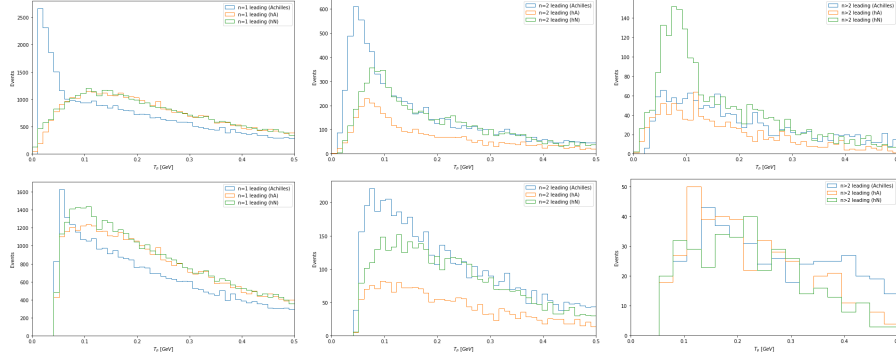 n=1 leading (Achilles)
n=1 leading (hA)
n=1 leading (hN)
Events
2500
2000
1500
1000
500
0
0.0 0.1 0.2 0.3 0.4 0.5
Tp [GeV]
n=2 leading (Achilles)
n=2 leading (hA)
n=2 leading (hN)
Events
600
500
400
300
200
100
0
0.0 0.1 0.2 0.3 0.4 0.5
Tp [GeV]
n>2 leading (Achilles)
n>2 leading (hA)
n>2 leading (hN)
Events
140
120
100
80
60
40
20
0
0.0 0.1 0.2 0.3 0.4
Tp [GeV]
n=1 leading (Achilles)
n=1 leading (hA)
n=1 leading (hN)
Events
1600
1400
1200
1000
800
600
400
200
0
0.0 0.1 0.2 0.3 0.4 0.5
Tp [GeV]
n=2 leading (Achilles)
n=2 leading (hA)
n=2 leading (hN)
Events
200
150
100
50
0
0.0 0.1 0.2 0.3 0.4 0.5
Tp [GeV]
n>2 leading (Achilles)
n>2 leading (hA)
n>2 leading (hN)
Events
50
40
30
20
10
0
0.0 0.1 0.2 0.3 0.4
Tp [GeV]